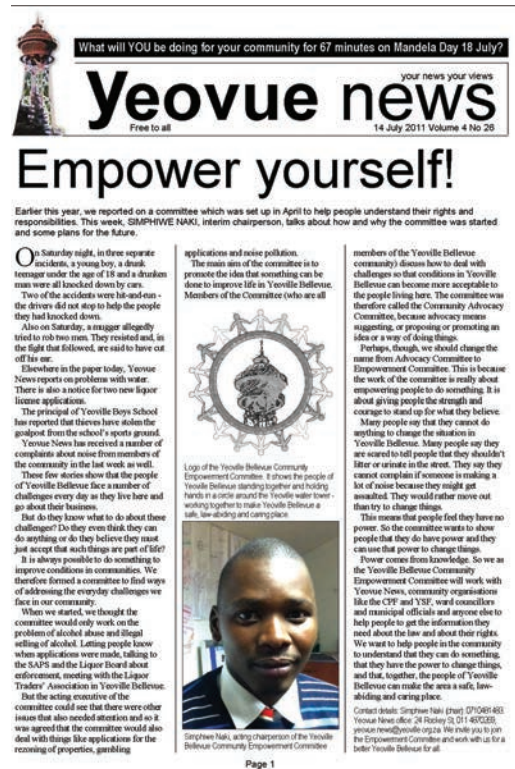 What will YOU be doing for your community for 67 minutes on Mandela Day 18 July?
your news your views
Yeovue news
Free to all
14 July 2011 Volume 4 No 26
Empower yourself!
Earlier this year, we reported on a committee which was set up in April to help people understand their rights and
responsibilities. This week, SIMPHIWE NAKI, interim chairperson, talks about how and why the committee was started
and some plans for the future.
On Saturday night, in three separate
incidents, a young boy, a drunk
teenager under the age of 18 and a drunken
man were all knocked down by cars.
Two of the incidents were hit-and-run -
the drivers did not stop to help the people
they had knocked down.
Also on Saturday, a mugger allegedly
tried to rob two men. They resisted and, in
the fight that followed, are said to have cut
off his ear.
Elsewhere in the paper today, Yeovue
News reports on problems with water.
There is also a notice for two new liquor
license applications.
The principal of Yeoville Boys School
has reported that thieves have stolen the
goalpost from the school's sports ground.
Yeovue News has received a number of
complaints about noise from members of
the community in the last week as well.
These few stories show that the people
of Yeoville Bellevue face a number of
challenges every day as they live here and
go about their business.
But do they know what to do about these
challenges? Do they even think they can
do anything or do they believe they must
just accept that such things are part of life?
It is always possible to do something to
improve conditions in communities. We
therefore formed a committee to find ways
of addressing the everyday challenges we
face in our community.
When we started, we thought the
committee would only work on the
problem of alcohol abuse and illegal
selling of alcohol. Letting people know
when applications were made, talking to
the SAPS and the Liquor Board about
enforcement, meeting with the Liquor
Traders' Association in Yeoville Bellevue.
But the acting executive of the
committee could see that there were other
issues that also needed attention and so it
was agreed that the committee would also
deal with things like applications for the
rezoning of properties, gambling
applications and noise pollution.
The main aim of the committee is to
promote the idea that something can be
done to improve life in Yeoville Bellevue.
Members of the Committee (who are all
Logo of the Yeoville Bellevue Community
Empowerment Committee. It shows the people of
Yeoville Bellevue standing together and holding
hands in a circle around the Yeoville water tower -
working together to make Yeoville Bellevue a
safe, law-abiding and caring place.
Simphiwe Naki, acting chairperson of the Yeoville
Bellevue Community Empowerment Committee
members of the Yeoville Bellevue
community) discuss how to deal with
challenges so that conditions in Yeoville
Bellevue can become more acceptable to
the people living here. The committee was
therefore called the Community Advocacy
Committee, because advocacy means
suggesting, or proposing or promoting an
idea or a way of doing things.
Perhaps, though, we should change the
name from Advocacy Committee to
Empowerment Committee. This is because
the work of the committee is really about
empowering people to do something. It is
about giving people the strength and
courage to stand up for what they believe.
Many people say that they cannot do
anything to change the situation in
Yeoville Bellevue. Many people say they
are scared to tell people that they shouldn't
litter or urinate in the street. They say they
cannot complain if someone is making a
lot of noise because they might get
assaulted. They would rather move out
than try to change things.
This means that people feel they have no
power. So the committee wants to show
people that they do have power and they
can use that power to change things.
Power comes from knowledge. So we as
the Yeoville Bellevue Community
Empowerment Committee will work with
Yeovue News, community organisations
like the CPF and YSF, ward councillors
and municipal officials and anyone else to
help people to get the information they
need about the law and about their rights.
We want to help people in the community
to understand that they can do something,
that they have the power to change things,
and that, together, the people of Yeoville
Bellevue can make the area a safe, law-
abiding and caring place.
Contact details: Simphiwe Naki (chair)
Yeovue News office: 24 Rockey St,
yeovue.news@yeoville.org.za. We invite you to join
the Empowerment Committee and work with us for a
better Yeoville Bellevue for all.
Page 1